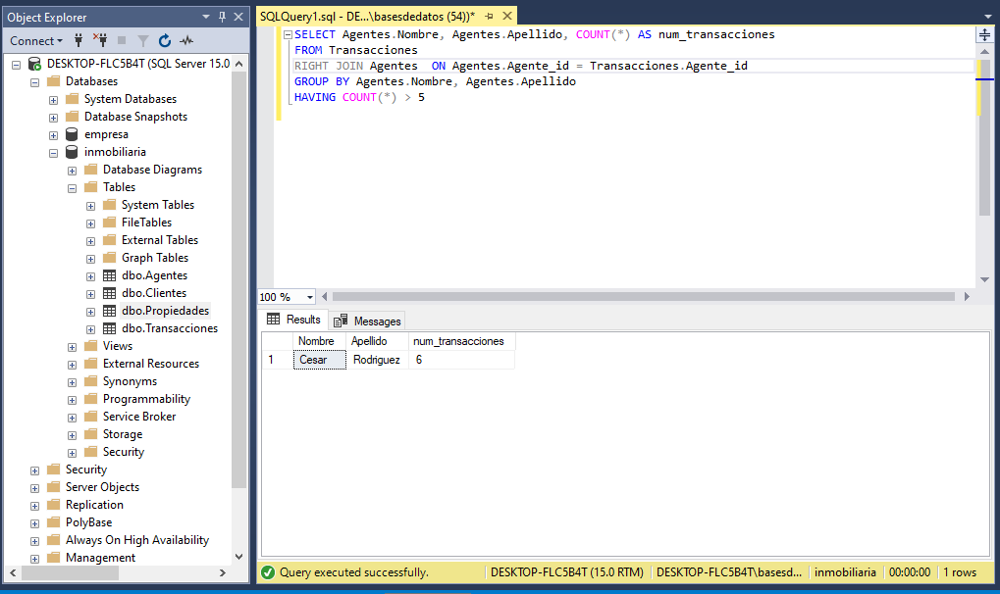 Object Explorer
Connect
DESKTOP-FLC5B4T (SQL Server 15.0
Databases
System Databases
Database Snapshots
empresa
inmobiliaria
Database Diagrams
Tables
System Tables
FileTables
External Tables
Graph Tables
dbo.Agentes
dbo.Clientes
dbo.Propiedades
dbo.Transacciones
Views
External Resources
Synonyms
Programmability
Service Broker
Storage
Security
Security
Server Objects
Replication
PolyBase
Always On High Availability
Management
SQLQuery1.sql - DE...\basesdedatos (54))*
SELECT Agentes.Nombre, Agentes.Apellido, COUNT(*) AS num_transacciones
FROM Transacciones
RIGHT JOIN Agentes  ON Agentes.Agente_id = Transacciones.Agente_id
GROUP BY Agentes.Nombre, Agentes.Apellido
HAVING COUNT(*) > 5
100 %
Results Messages
Nombre Apellido num_transacciones
1 Cesar Rodriguez 6
Query executed successfully. DESKTOP-FLC5B4T (15.0 RTM) DESKTOP-FLC5B4T\basesd... inmobiliaria 00:00:00 1 rows